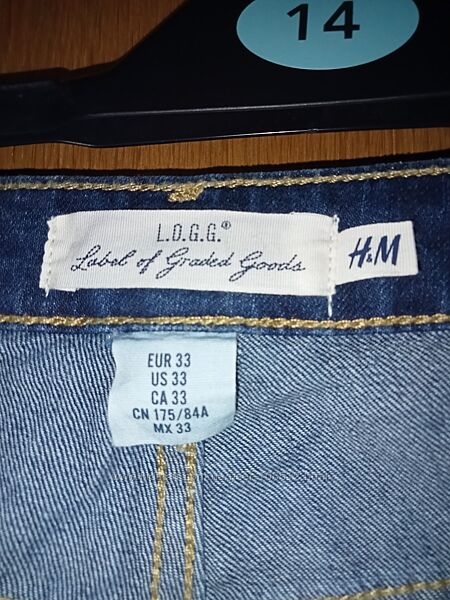 14
L.O.G.G.®
Label of Graded Goods
H&M
EUR 33
US 33
CA 33
CN 175/84A
MX 33